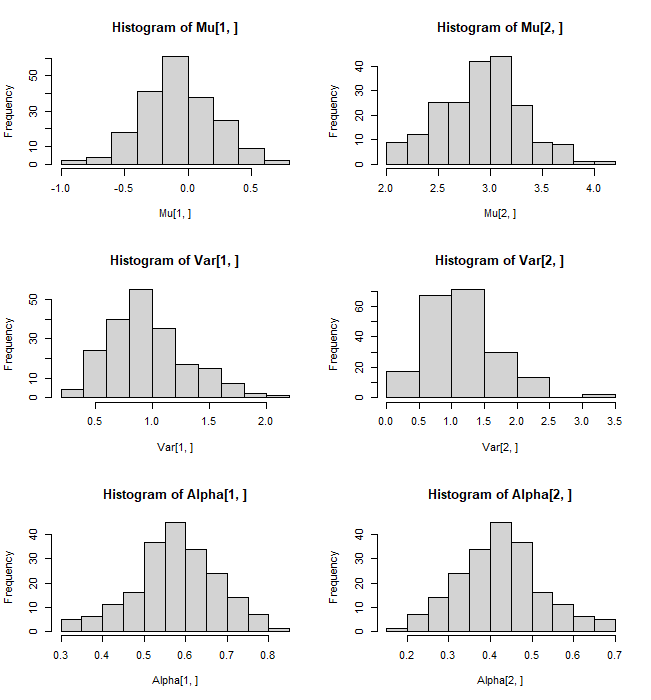 Histogram of Mu[1, ]
Frequency
0 10 30 50
-1.0 -0.5 0.0 0.5
Mu[1, ]
Histogram of Mu[2, ]
Frequency
0 10 20 30 40
2.0 2.5 3.0 3.5 4.0
Mu[2, ]
Histogram of Var[1, ]
Frequency
0 10 30 50
0.5 1.0 1.5 2.0
Var[1, ]
Histogram of Var[2, ]
Frequency
0 20 40 60
0.0 0.5 1.0 1.5 2.0 2.5 3.0 3.5
Var[2, ]
Histogram of Alpha[1, ]
Frequency
0 10 20 30 40
0.3 0.4 0.5 0.6 0.7 0.8
Alpha[1, ]
Histogram of Alpha[2, ]
Frequency
0 10 20 30 40
0.2 0.3 0.4 0.5 0.6 0.7
Alpha[2, ]